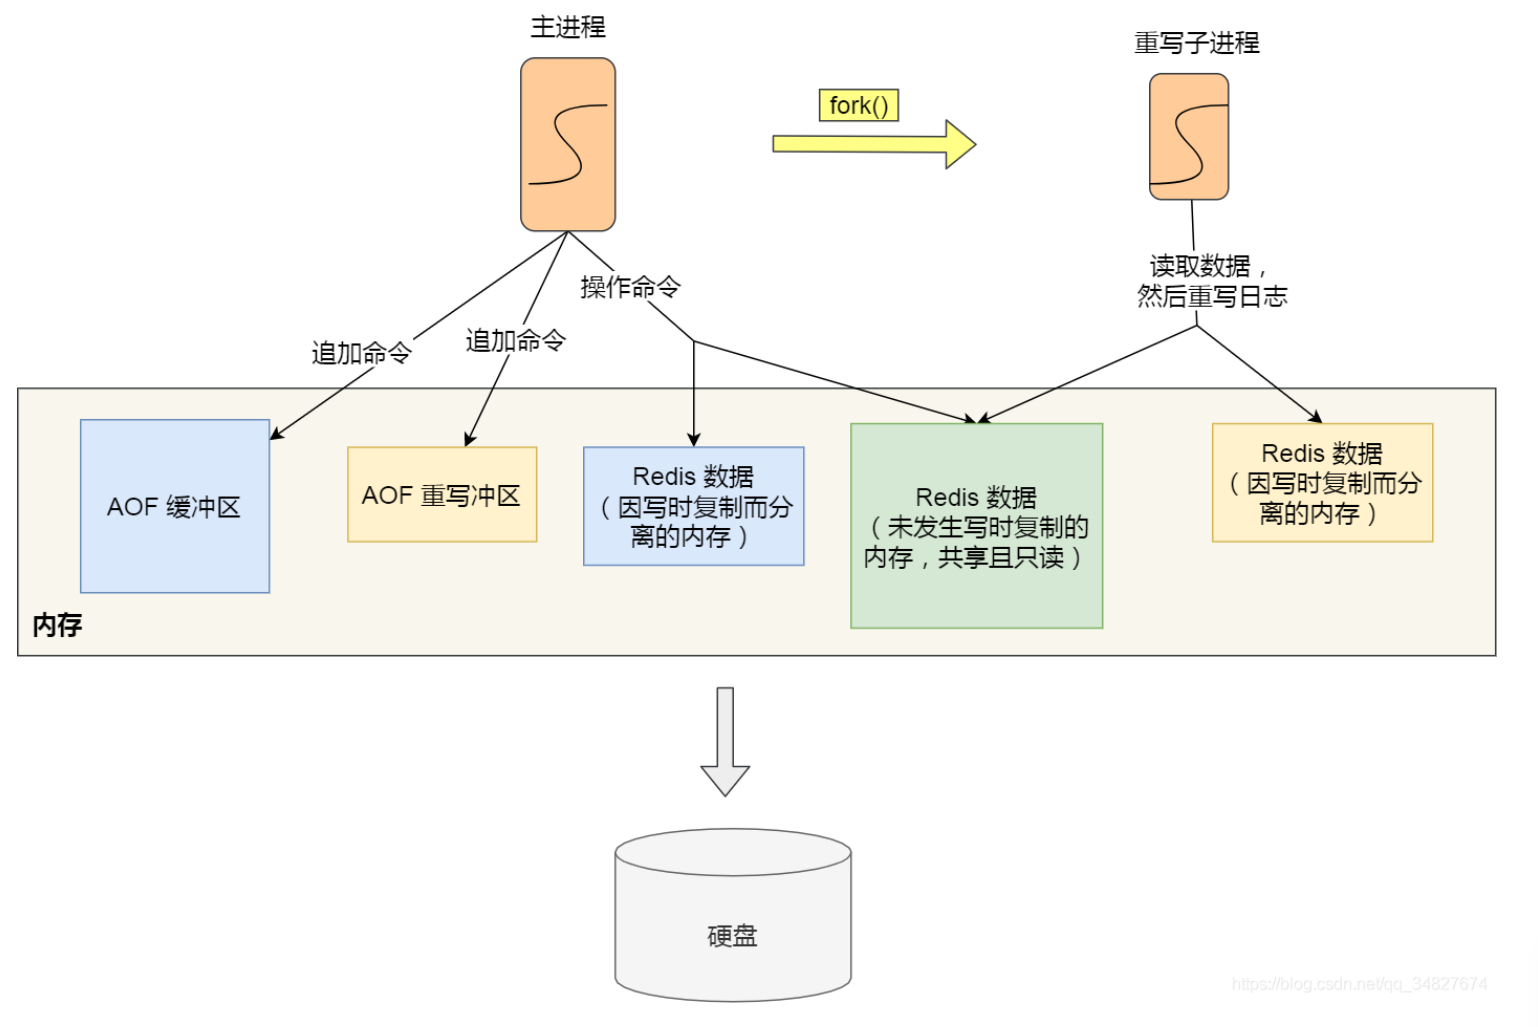 主进程
重写子进程
fork()
操作命令
读取数据，
然后重写日志
追加命令
追加命令
AOF 缓冲区
AOF 重写冲区
Redis 数据
（因写时复制而分
离的内存）
Redis 数据
（未发生写时复制的
内存，共享且只读）
Redis 数据
（因写时复制而分
离的内存）
内存
硬盘
https://blog.csdn.net/qq_34827674